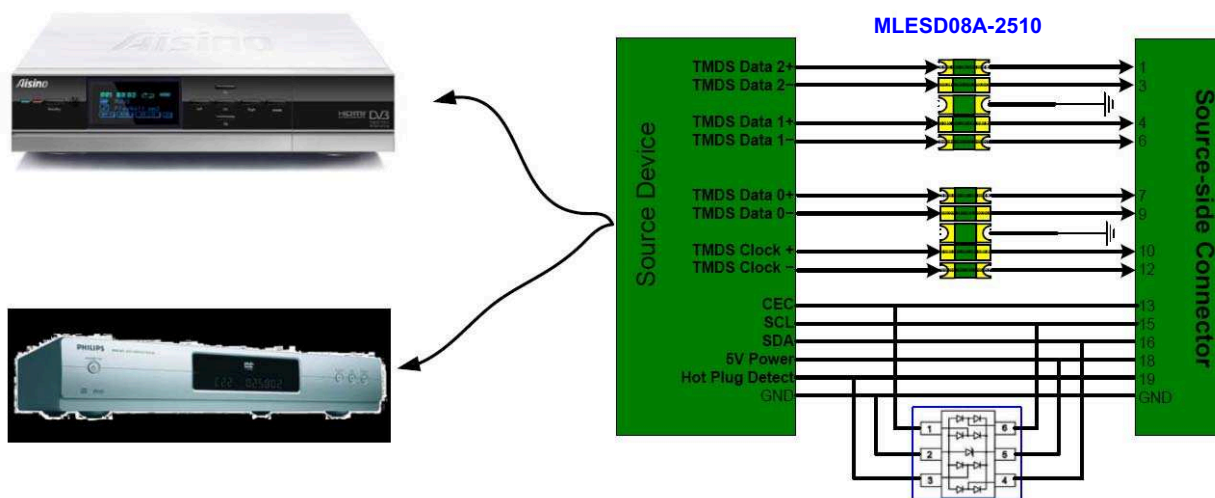 MLESD08A-2510
Aisino
Aisino
HDMI DVB
PHILIPS
Source Device
TMDS Data 2+
TMDS Data 2−
TMDS Data 1+
TMDS Data 1−
TMDS Data 0+
TMDS Data 0−
TMDS Clock +
TMDS Clock −
CEC
SCL
SDA
5V Power
Hot Plug Detect
GND
1
3
4
6
7
9
10
12
13
15
16
18
19
GND
Source-side Connector
1
2
3
6
5
4